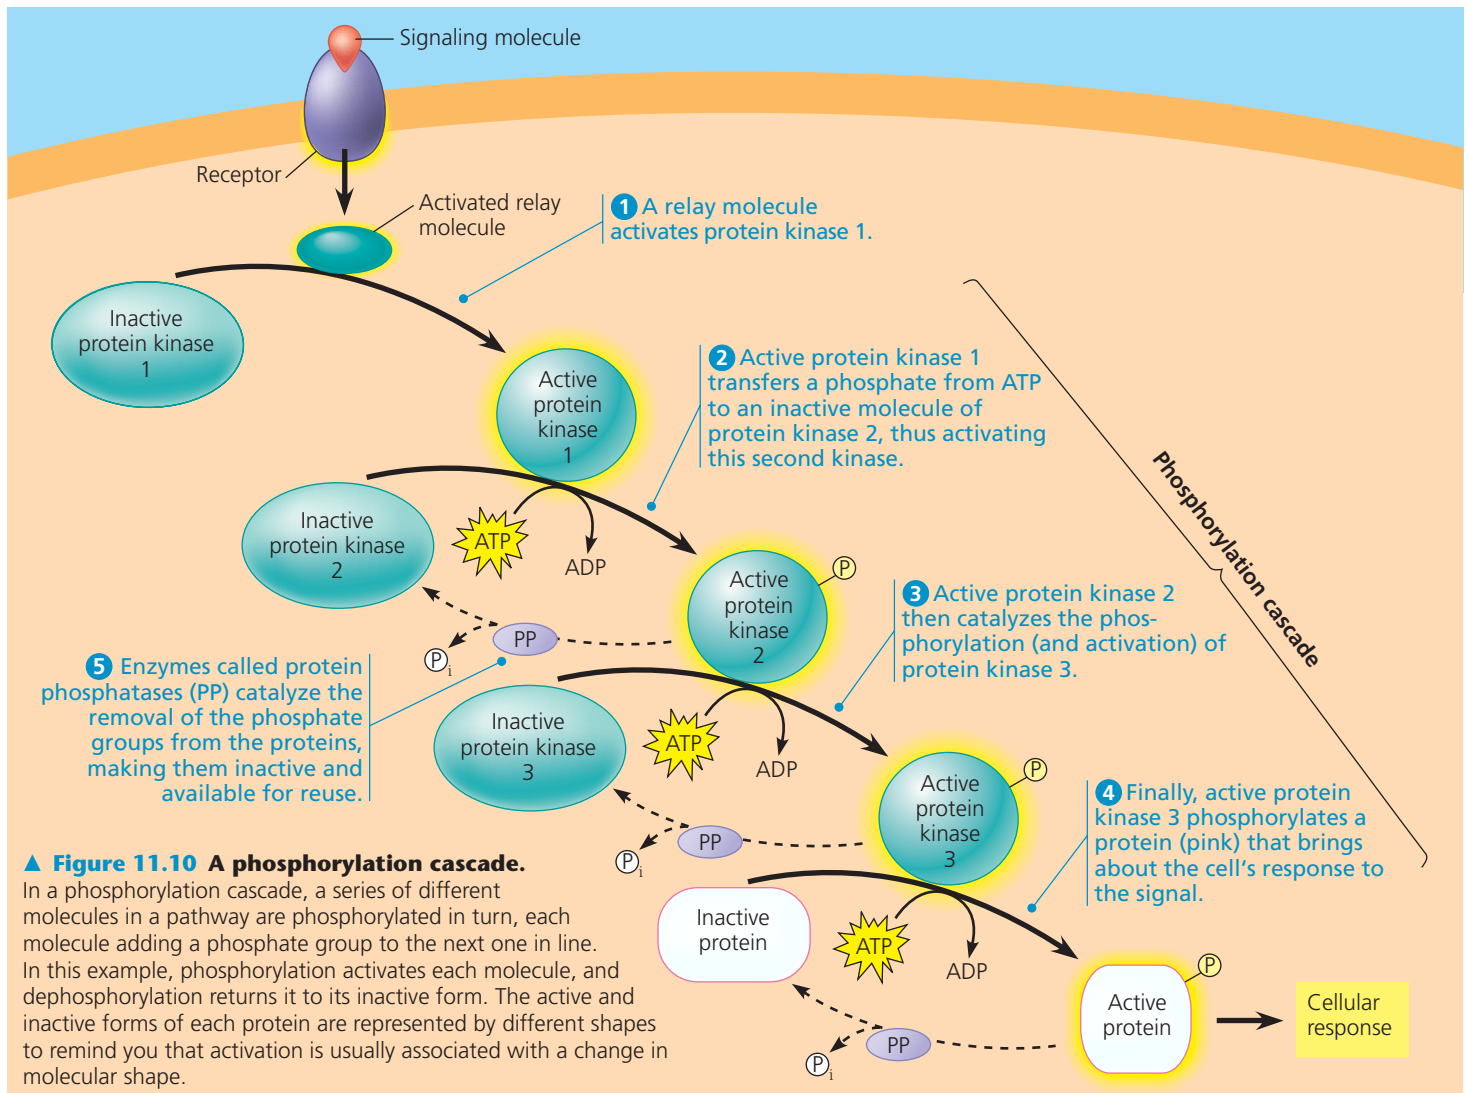 Signaling molecule
Receptor
Activated relay
molecule
1 A relay molecule
activates protein kinase 1.
Inactive
protein kinase
1
Active
protein
kinase
1
2 Active protein kinase 1
transfers a phosphate from ATP
to an inactive molecule of
protein kinase 2, thus activating
this second kinase.
Phosphorylation cascade
Inactive
protein kinase
2
ATP
ADP
Active
protein
kinase
2
P
3 Active protein kinase 2
then catalyzes the phos-
phorylation (and activation) of
protein kinase 3.
PP
Pi
5 Enzymes called protein
phosphatases (PP) catalyze the
removal of the phosphate
groups from the proteins,
making them inactive and
available for reuse.
Inactive
protein kinase
3
ATP
ADP
Active
protein
kinase
3
P
4 Finally, active protein
kinase 3 phosphorylates a
protein (pink) that brings
about the cell's response to
the signal.
PP
Pi
Inactive
protein
ATP
ADP
Active
protein
P
Cellular
response
PP
Pi
▲ Figure 11.10 A phosphorylation cascade.
In a phosphorylation cascade, a series of different
molecules in a pathway are phosphorylated in turn, each
molecule adding a phosphate group to the next one in line.
In this example, phosphorylation activates each molecule, and
dephosphorylation returns it to its inactive form. The active and
inactive forms of each protein are represented by different shapes
to remind you that activation is usually associated with a change in
molecular shape.